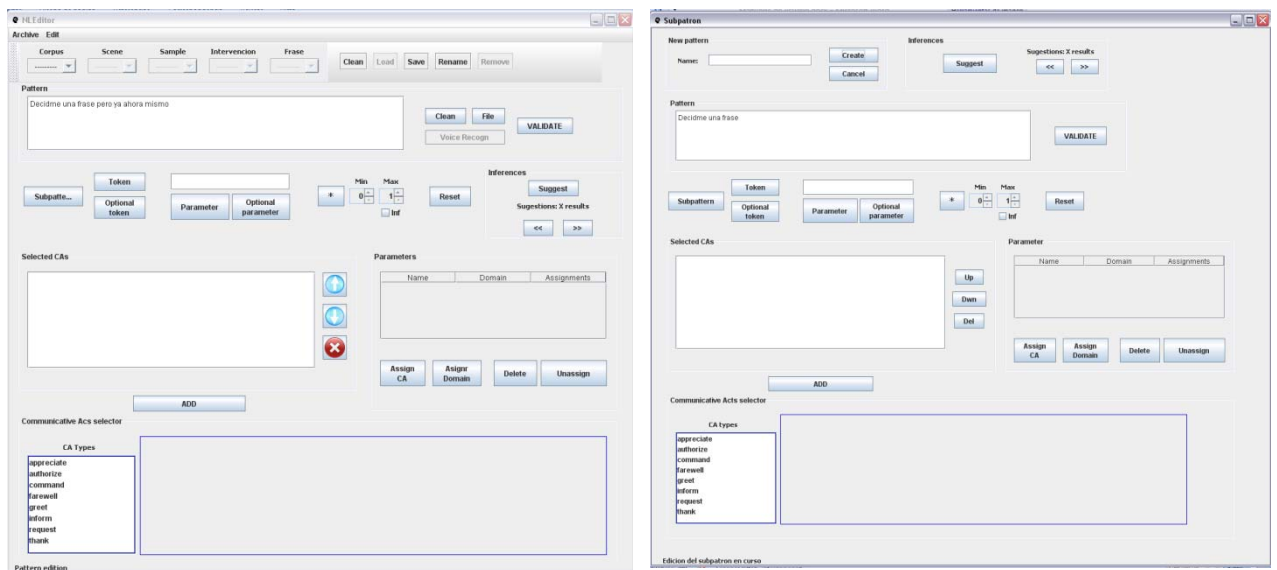 NLEditor
Archive Edit
Corpus Scene Sample Intervencion Frase
Clean Load Save Rename Remove
Pattern
Decidme una frase pero ya ahora mismo
Clean File
VALIDATE
Voice Recogn
Subpatte...
Token
Optional token
Parameter
Optional parameter
*
Min Max
0 1
Inf
Reset
Inferences
Suggest
Sugestions: X results
<< >>
Selected CAs
Parameters
Name Domain Assignments
Assign CA
Asignr Domain
Delete
Unassign
ADD
Communicative Acs selector
CA Types
appreciate
authorize
command
farewell
greet
inform
request
thank
Pattern edition
Subpatron
New pattern
Name:
Create
Cancel
Inferences
Suggest
Sugestions: X results
<< >>
Pattern
Decidme una frase
VALIDATE
Subpattern
Token
Optional token
Parameter
Optional parameter
*
Min Max
0 1
Inf
Reset
Selected CAs
Up
Dwn
Del
Parameter
Name Domain Assignments
Assign CA
Assign Domain
Delete
Unassign
ADD
Communicative Acts selector
CA types
appreciate
authorize
command
farewell
greet
inform
request
thank
Edicion del subpatron en curso